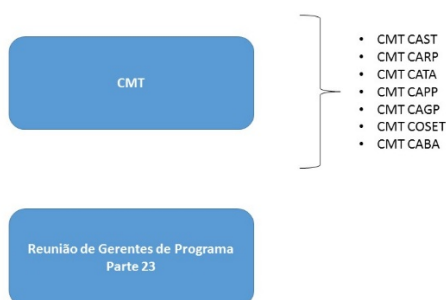 CMT
• CMT CAST
• CMT CARP
• CMT CATA
• CMT CAPP
• CMT CAGP
• CMT COSET
• CMT CABA
Reunião de Gerentes de Programa
Parte 23